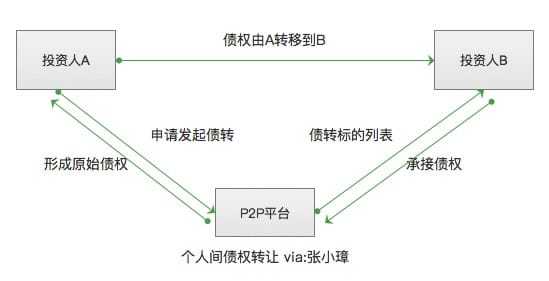 债权由A转移到B
投资人A
投资人B
申请发起债转
债转标的列表
形成原始债权
承接债权
P2P平台
个人间债权转让 via:张小璋